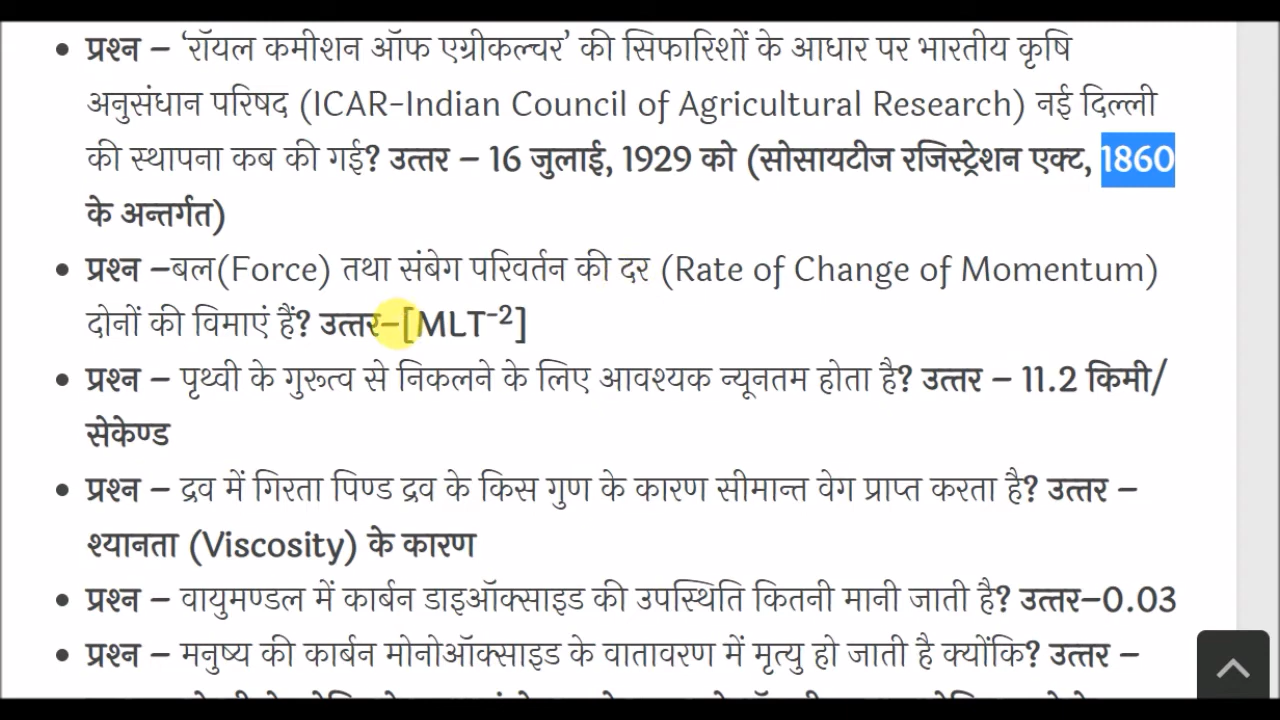 • प्रश्न – ‘रॉयल कमीशन ऑफ एग्रीकल्चर’ की सिफारिशों के आधार पर भारतीय कृषि
अनुसंधान परिषद (ICAR-Indian Council of Agricultural Research) नई दिल्ली
की स्थापना कब की गई? उत्तर – 16 जुलाई, 1929 को (सोसायटीज रजिस्ट्रेशन एक्ट, 1860
के अन्तर्गत)
• प्रश्न –बल(Force) तथा संबेग परिवर्तन की दर (Rate of Change of Momentum)
दोनों की विमाएं हैं? उत्तर–[MLT⁻²]
• प्रश्न – पृथ्वी के गुरूत्व से निकलने के लिए आवश्यक न्यूनतम होता है? उत्तर – 11.2 किमी/
सेकेण्ड
• प्रश्न – द्रव में गिरता पिण्ड द्रव के किस गुण के कारण सीमान्त वेग प्राप्त करता है? उत्तर –
श्यानता (Viscosity) के कारण
• प्रश्न – वायुमण्डल में कार्बन डाइऑक्साइड की उपस्थिति कितनी मानी जाती है? उत्तर–0.03
• प्रश्न – मनुष्य की कार्बन मोनोऑक्साइड के वातावरण में मृत्यु हो जाती है क्योंकि? उत्तर –